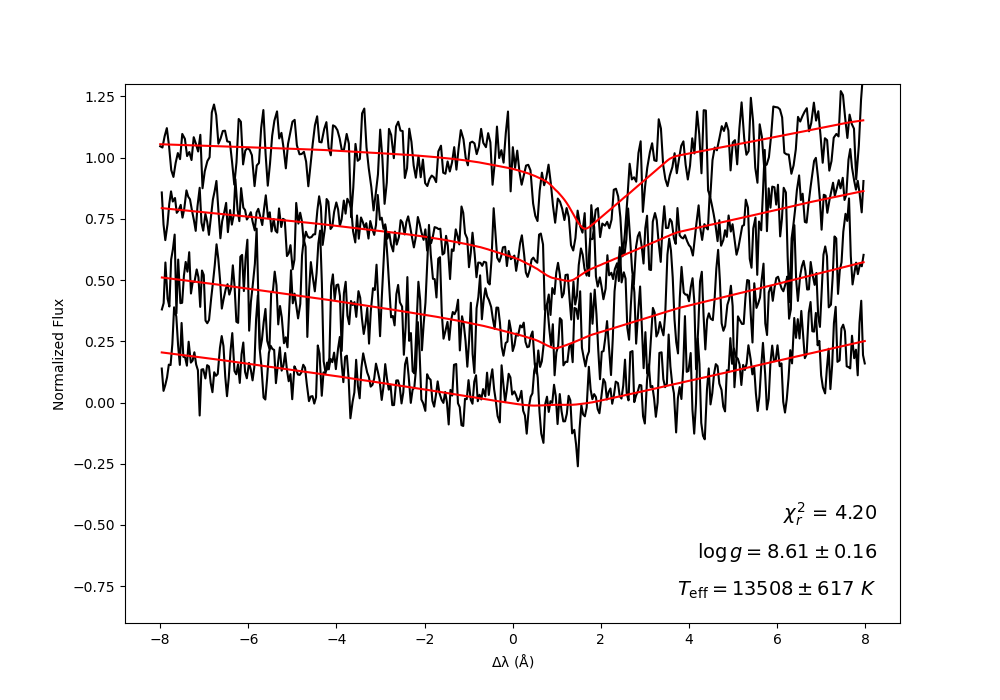 1.25
1.00
0.75
0.50
0.25
0.00
−0.25
−0.50
−0.75
Normalized Flux
χ²ᵣ = 4.20
log g = 8.61 ± 0.16
T_eff = 13508 ± 617 K
−8 −6 −4 −2 0 2 4 6 8
Δλ (Å)